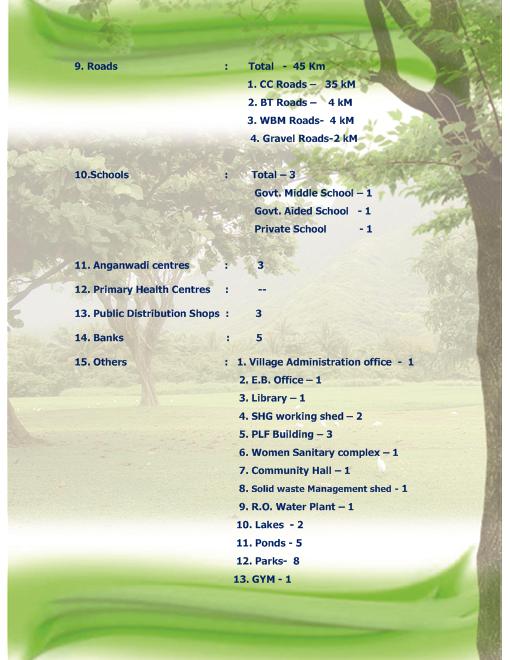 9. Roads : Total - 45 Km
1. CC Roads – 35 kM
2. BT Roads – 4 kM
3. WBM Roads- 4 kM
4. Gravel Roads-2 kM
10.Schools : Total – 3
Govt. Middle School – 1
Govt. Aided School - 1
Private School - 1
11. Anganwadi centres : 3
12. Primary Health Centres : --
13. Public Distribution Shops : 3
14. Banks : 5
15. Others : 1. Village Administration office - 1
2. E.B. Office – 1
3. Library – 1
4. SHG working shed – 2
5. PLF Building – 3
6. Women Sanitary complex – 1
7. Community Hall – 1
8. Solid waste Management shed - 1
9. R.O. Water Plant – 1
10. Lakes - 2
11. Ponds - 5
12. Parks- 8
13. GYM - 1